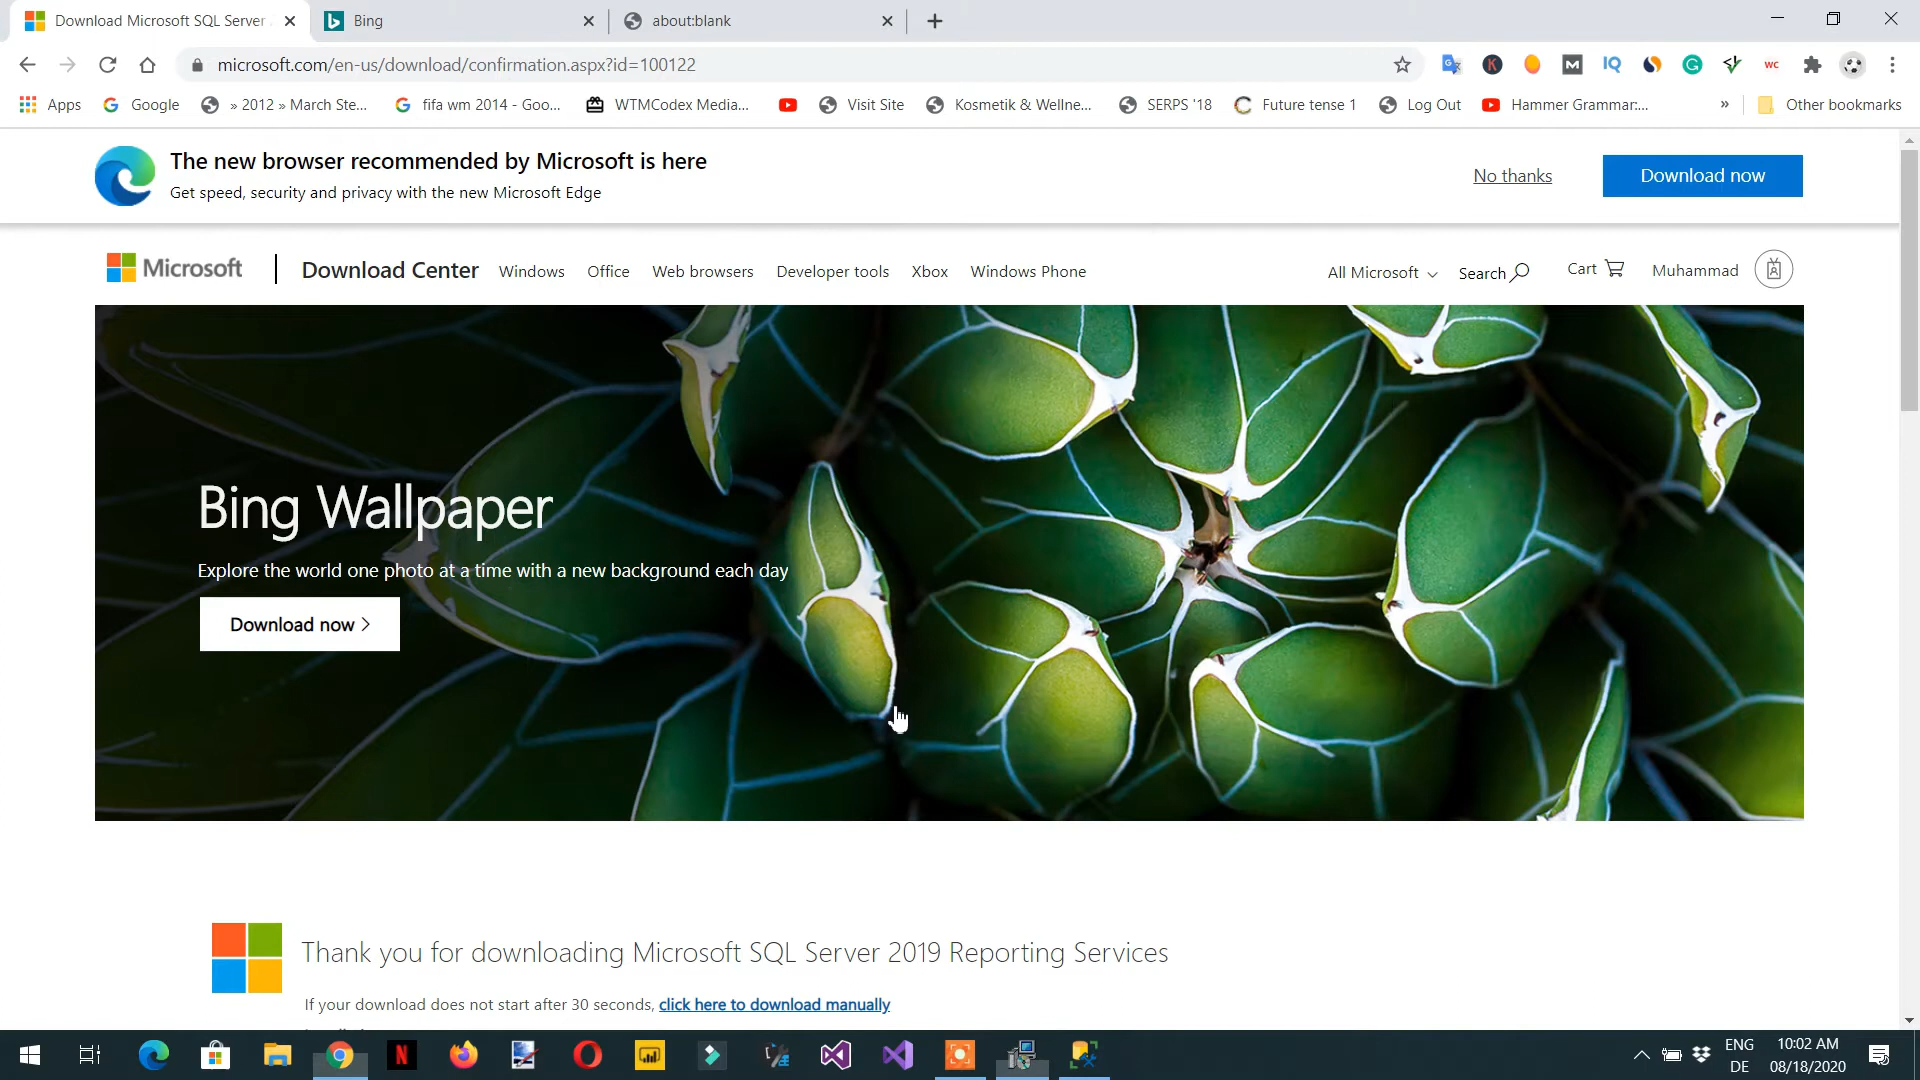 Download Microsoft SQL Server
Bing
about:blank
microsoft.com/en-us/download/confirmation.aspx?id=100122
Apps
Google
» 2012 » March Ste...
fifa wm 2014 - Goo...
WTMCodex Media...
Visit Site
Kosmetik & Wellne...
SERPS '18
Future tense 1
Log Out
Hammer Grammar:...
»
Other bookmarks
The new browser recommended by Microsoft is here
Get speed, security and privacy with the new Microsoft Edge
No thanks
Download now
Microsoft
Download Center
Windows
Office
Web browsers
Developer tools
Xbox
Windows Phone
All Microsoft
Search
Cart
Muhammad
Bing Wallpaper
Explore the world one photo at a time with a new background each day
Download now >
Thank you for downloading Microsoft SQL Server 2019 Reporting Services
If your download does not start after 30 seconds, click here to download manually
ENG
DE
10:02 AM
08/18/2020